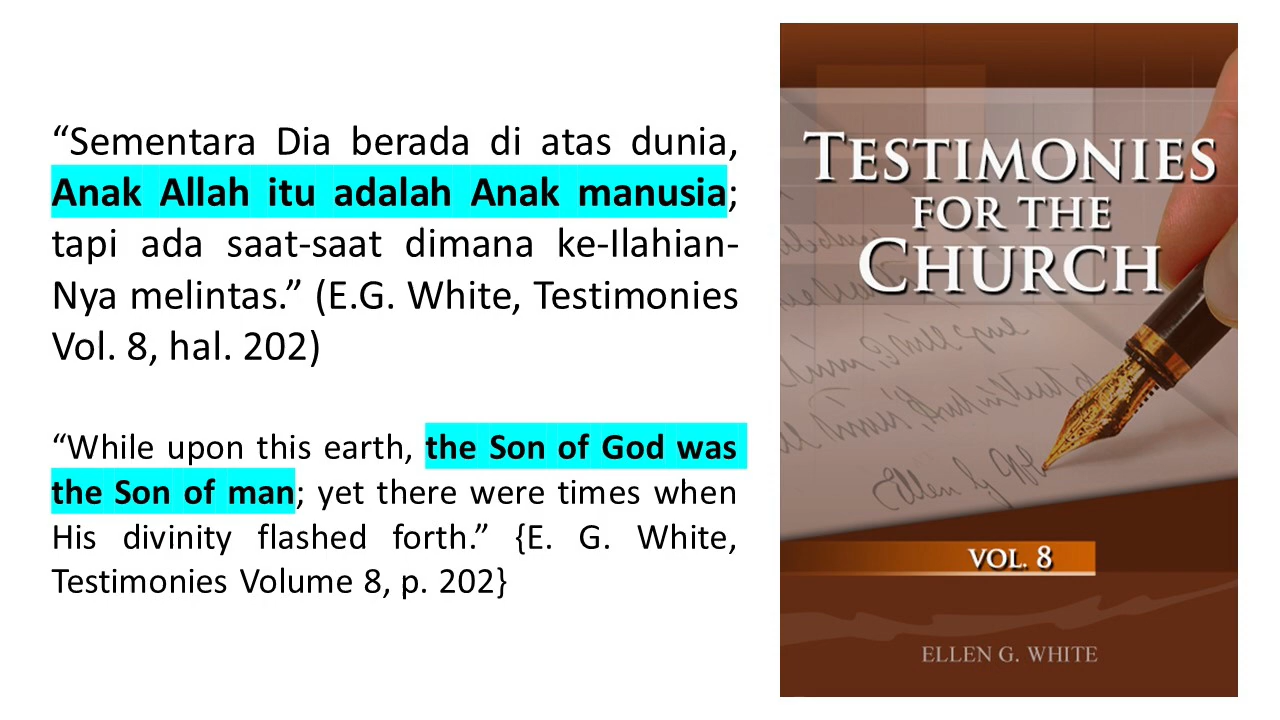 “Sementara Dia berada di atas dunia,
Anak Allah itu adalah Anak manusia;
tapi ada saat-saat dimana ke-Ilahian-
Nya melintas.” (E.G. White, Testimonies
Vol. 8, hal. 202)
“While upon this earth, the Son of God was
the Son of man; yet there were times when
His divinity flashed forth.” {E. G. White,
Testimonies Volume 8, p. 202}
TESTIMONIES
FOR THE
CHURCH
VOL. 8
ELLEN G. WHITE